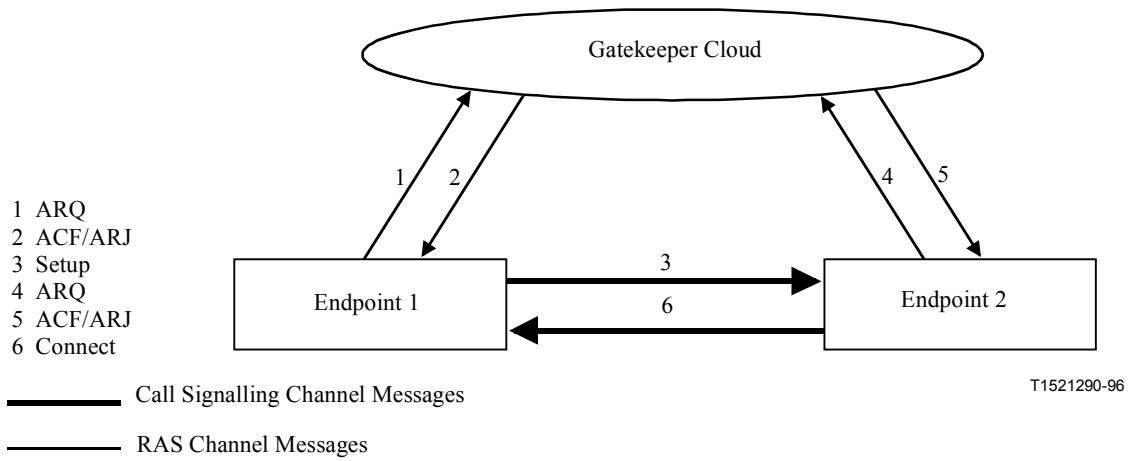 Gatekeeper Cloud
1
2
4
5
1 ARQ
2 ACF/ARJ
3 Setup
4 ARQ
5 ACF/ARJ
6 Connect
3
Endpoint 1
Endpoint 2
6
T1521290-96
Call Signalling Channel Messages
RAS Channel Messages